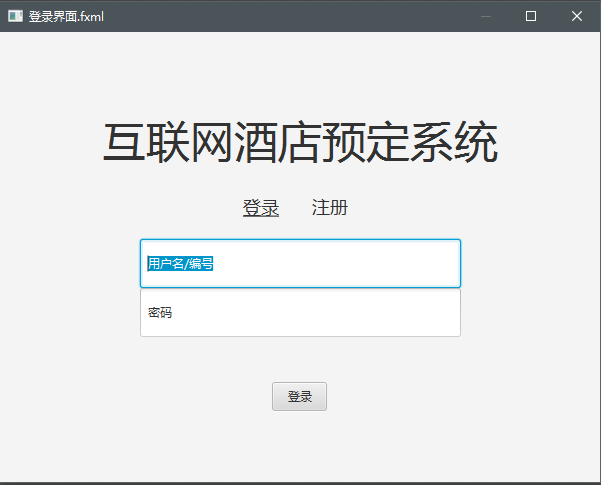 登录界面.fxml
互联网酒店预定系统
登录 注册
用户名/编号
密码
登录